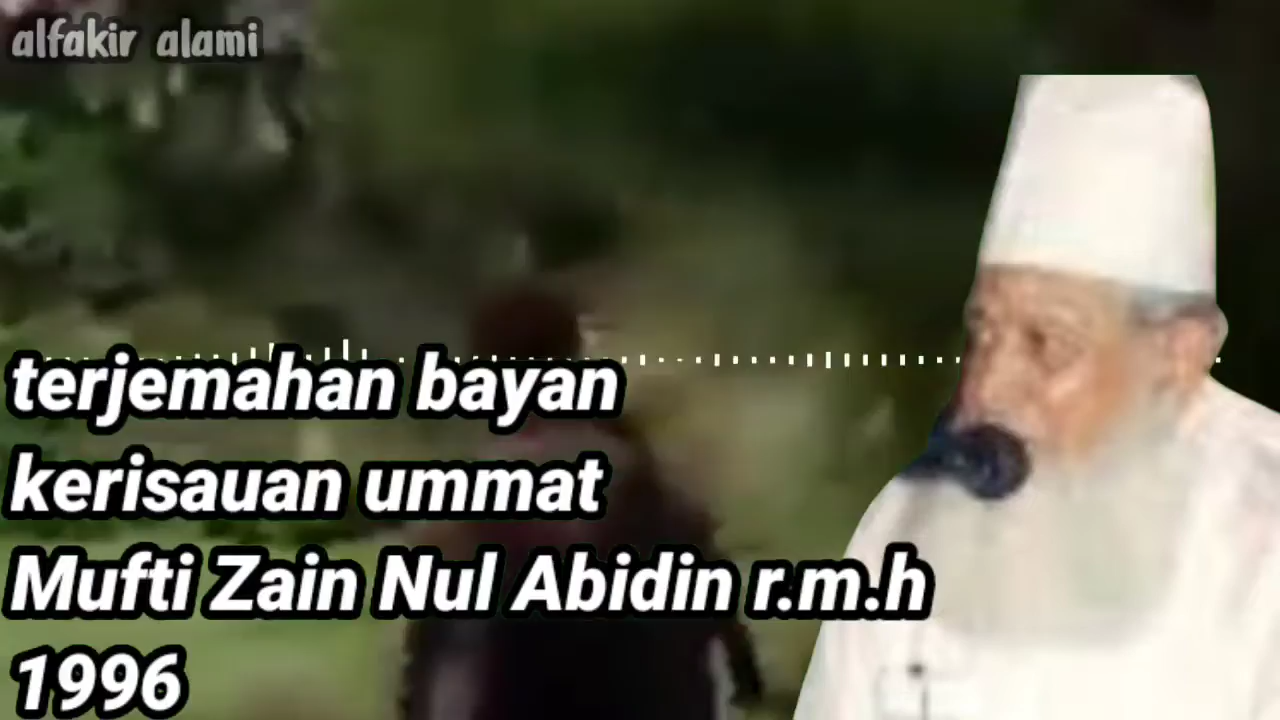 alfakir alami
terjemahan bayan
kerisauan ummat
Mufti Zain Nul Abidin r.m.h
1996